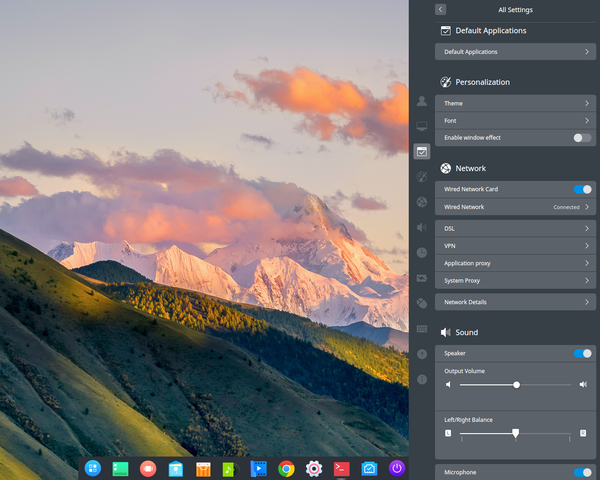 All Settings
Default Applications
Default Applications
Personalization
Theme
Font
Enable window effect
Network
Wired Network Card
Wired Network Connected
DSL
VPN
Application proxy
System Proxy
Network Details
Sound
Speaker
Output Volume
Left/Right Balance
L R
Microphone